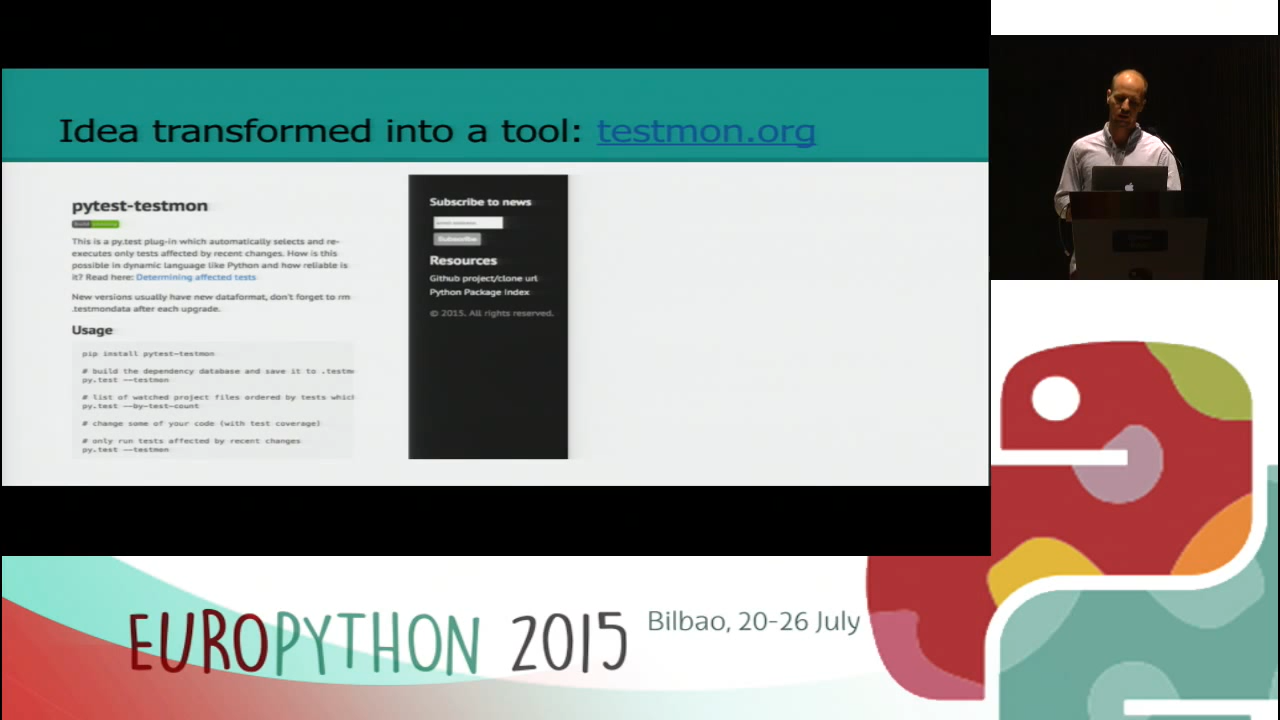 Idea transformed into a tool: testmon.org
pytest-testmon
This is a py.test plug-in which automatically selects and re-
executes only tests affected by recent changes. How is this
possible in dynamic language like Python and how reliable is
it? Read here: Determining affected tests
New versions usually have new dataformat, don't forget to rm
.testmondata after each upgrade.
Usage
pip install pytest-testmon
# build the dependency database and save it to .testm
py.test --testmon
# list of watched project files ordered by tests which
py.test --by-test-count
# change some of your code (with test coverage)
# only run tests affected by recent changes
py.test --testmon
Subscribe to news
Subscribe
Resources
Github project/clone url
Python Package Index
© 2015. All rights reserved.
EUROPYTHON 2015
Bilbao, 20-26 July